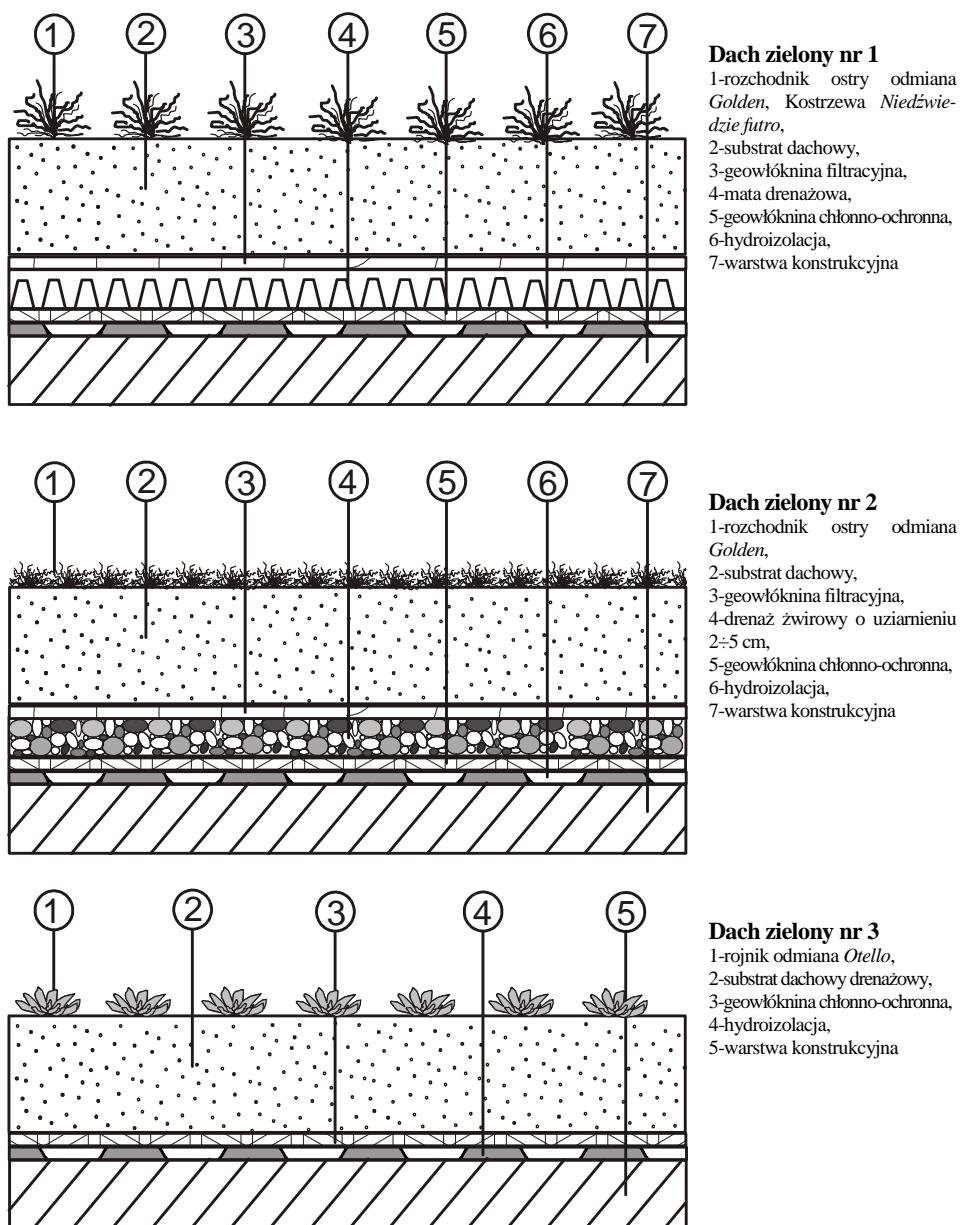 1 2 3 4 5 6 7
Dach zielony nr 1
1-rozchodnik ostry odmiana
Golden, Kostrzewa Niedźwie-
dzie futro,
2-substrat dachowy,
3-geowłóknina filtracyjna,
4-mata drenażowa,
5-geowłóknina chłonno-ochronna,
6-hydroizolacja,
7-warstwa konstrukcyjna
1 2 3 4 5 6 7
Dach zielony nr 2
1-rozchodnik ostry odmiana
Golden,
2-substrat dachowy,
3-geowłóknina filtracyjna,
4-drenaż żwirowy o uziarnieniu
2÷5 cm,
5-geowłóknina chłonno-ochronna,
6-hydroizolacja,
7-warstwa konstrukcyjna
1 2 3 4 5
Dach zielony nr 3
1-rojnik odmiana Otello,
2-substrat dachowy drenażowy,
3-geowłóknina chłonno-ochronna,
4-hydroizolacja,
5-warstwa konstrukcyjna